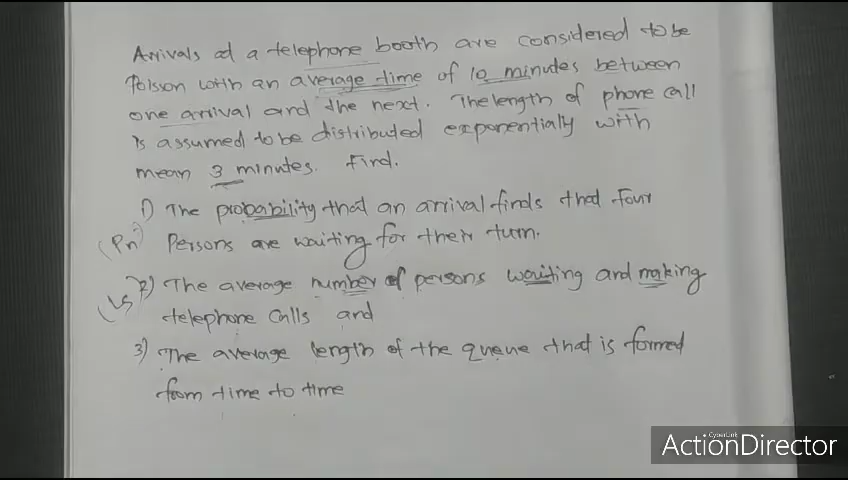 Arrivals at a telephone booth are considered to be
Poison with an average time of 10 minutes between
one arrival and the next. The length of phone call
is assumed to be distributed exponentialy with
mean 3 minutes. Find.
1) The probability that an arrival finds that four
(Pn) Persons are waiting for their turn.
2) The average number of persons waiting and making
(Ls) telephone calls and
3) The average length of the queue that is formed
from time to time
CyberLink
ActionDirector